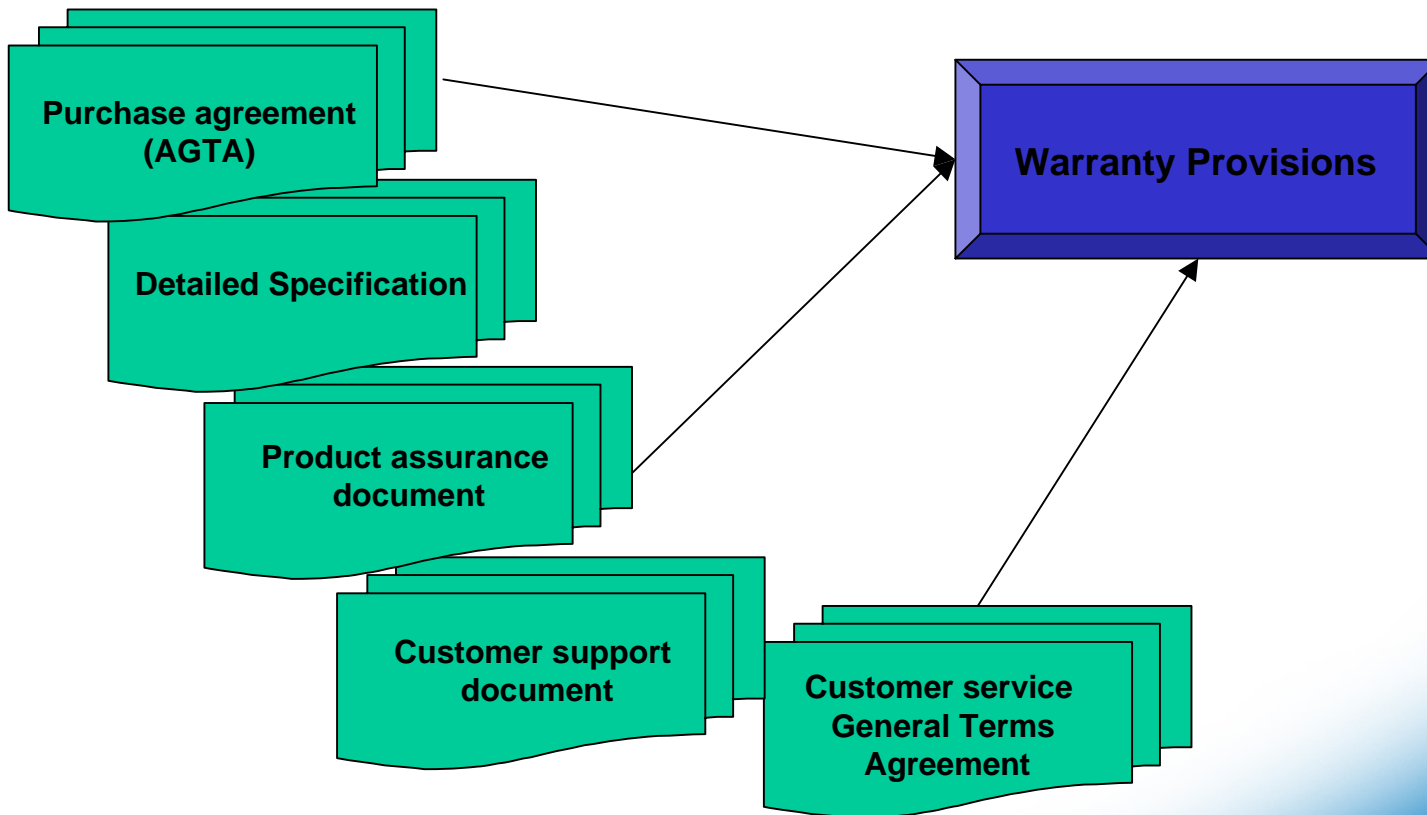 Purchase agreement
(AGTA)
Warranty Provisions
Detailed Specification
Product assurance
document
Customer support
document
Customer service
General Terms
Agreement